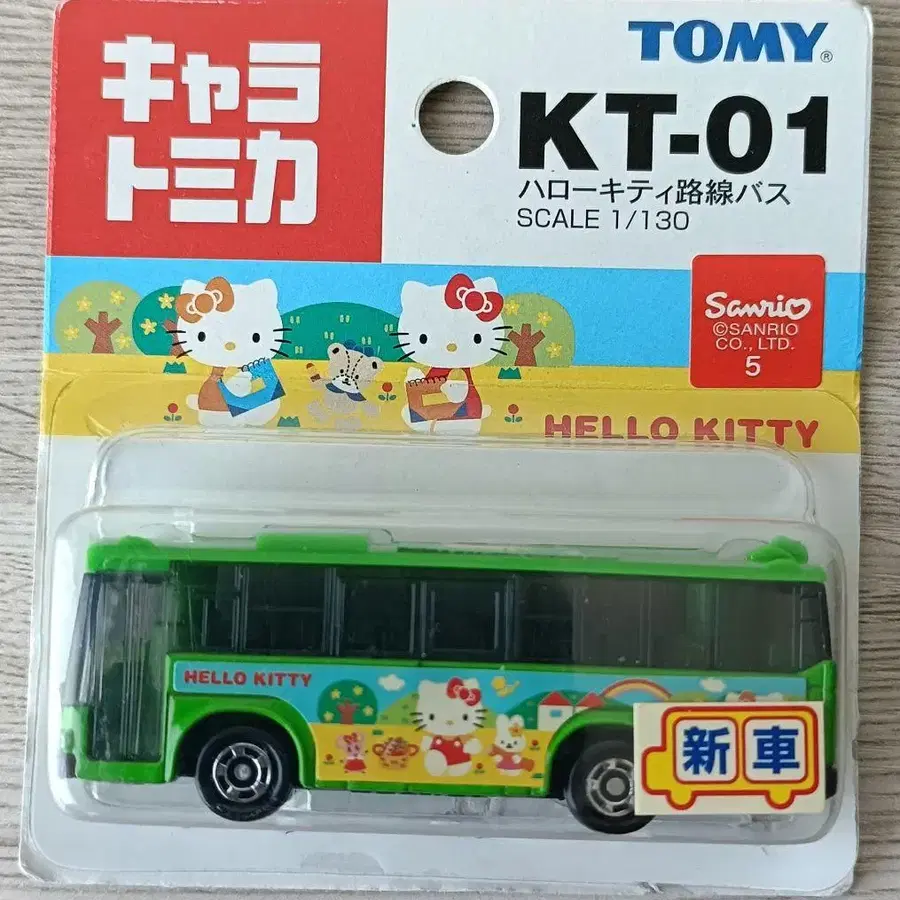 キャラ
トミカ
TOMY®
KT-01
ハローキティ路線バス
SCALE 1/130
Sanrio
©SANRIO
CO., LTD.
5
HELLO KITTY
HELLO KITTY
新車